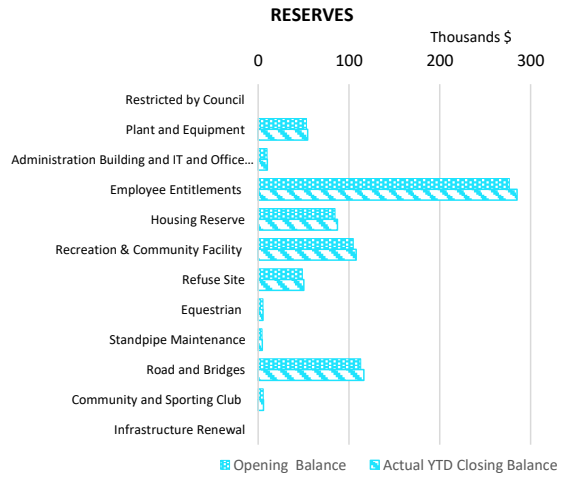 RESERVES
Thousands $
0 100 200 300
Restricted by Council
Plant and Equipment
Administration Building and IT and Office...
Employee Entitlements
Housing Reserve
Recreation & Community Facility
Refuse Site
Equestrian
Standpipe Maintenance
Road and Bridges
Community and Sporting Club
Infrastructure Renewal
Opening Balance Actual YTD Closing Balance